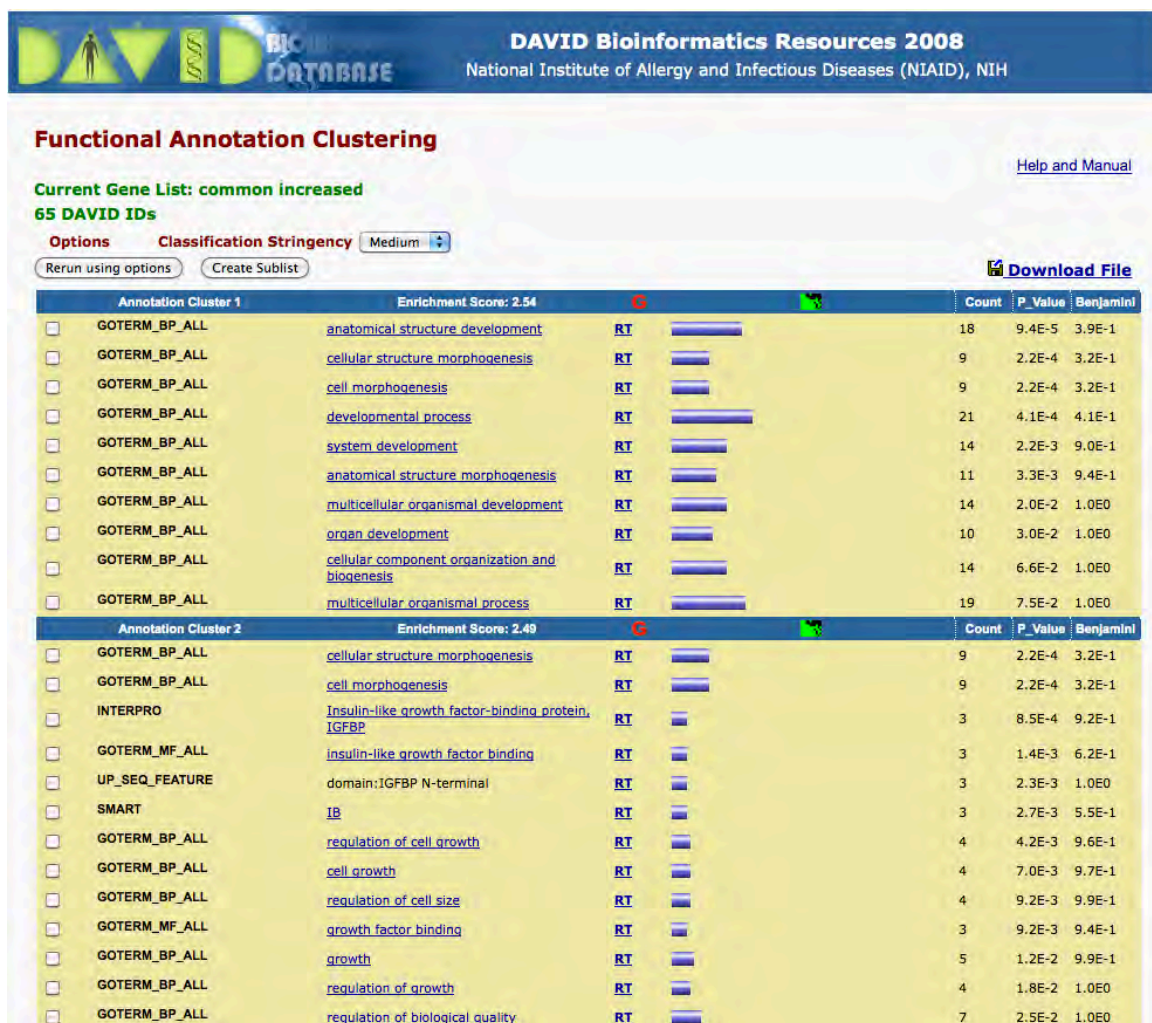 DAVID BIO DATABASE
DAVID Bioinformatics Resources 2008
National Institute of Allergy and Infectious Diseases (NIAID), NIH
Functional Annotation Clustering
Help and Manual
Current Gene List: common increased
65 DAVID IDs
Options Classification Stringency Medium
Rerun using options Create Sublist
Download File
Annotation Cluster 1 Enrichment Score: 2.54 G Count P_Value Benjamini
GOTERM_BP_ALL anatomical structure development RT 18 9.4E-5 3.9E-1
GOTERM_BP_ALL cellular structure morphogenesis RT 9 2.2E-4 3.2E-1
GOTERM_BP_ALL cell morphogenesis RT 9 2.2E-4 3.2E-1
GOTERM_BP_ALL developmental process RT 21 4.1E-4 4.1E-1
GOTERM_BP_ALL system development RT 14 2.2E-3 9.0E-1
GOTERM_BP_ALL anatomical structure morphogenesis RT 11 3.3E-3 9.4E-1
GOTERM_BP_ALL multicellular organismal development RT 14 2.0E-2 1.0E0
GOTERM_BP_ALL organ development RT 10 3.0E-2 1.0E0
GOTERM_BP_ALL cellular component organization and
biogenesis RT 14 6.6E-2 1.0E0
GOTERM_BP_ALL multicellular organismal process RT 19 7.5E-2 1.0E0
Annotation Cluster 2 Enrichment Score: 2.49 G Count P_Value Benjamini
GOTERM_BP_ALL cellular structure morphogenesis RT 9 2.2E-4 3.2E-1
GOTERM_BP_ALL cell morphogenesis RT 9 2.2E-4 3.2E-1
INTERPRO Insulin-like growth factor-binding protein,
IGFBP RT 3 8.5E-4 9.2E-1
GOTERM_MF_ALL insulin-like growth factor binding RT 3 1.4E-3 6.2E-1
UP_SEQ_FEATURE domain:IGFBP N-terminal RT 3 2.3E-3 1.0E0
SMART IB RT 3 2.7E-3 5.5E-1
GOTERM_BP_ALL regulation of cell growth RT 4 4.2E-3 9.6E-1
GOTERM_BP_ALL cell growth RT 4 7.0E-3 9.7E-1
GOTERM_BP_ALL regulation of cell size RT 4 9.2E-3 9.9E-1
GOTERM_MF_ALL growth factor binding RT 3 9.2E-3 9.4E-1
GOTERM_BP_ALL growth RT 5 1.2E-2 9.9E-1
GOTERM_BP_ALL regulation of growth RT 4 1.8E-2 1.0E0
GOTERM_BP_ALL regulation of biological quality RT 7 2.5E-2 1.0E0